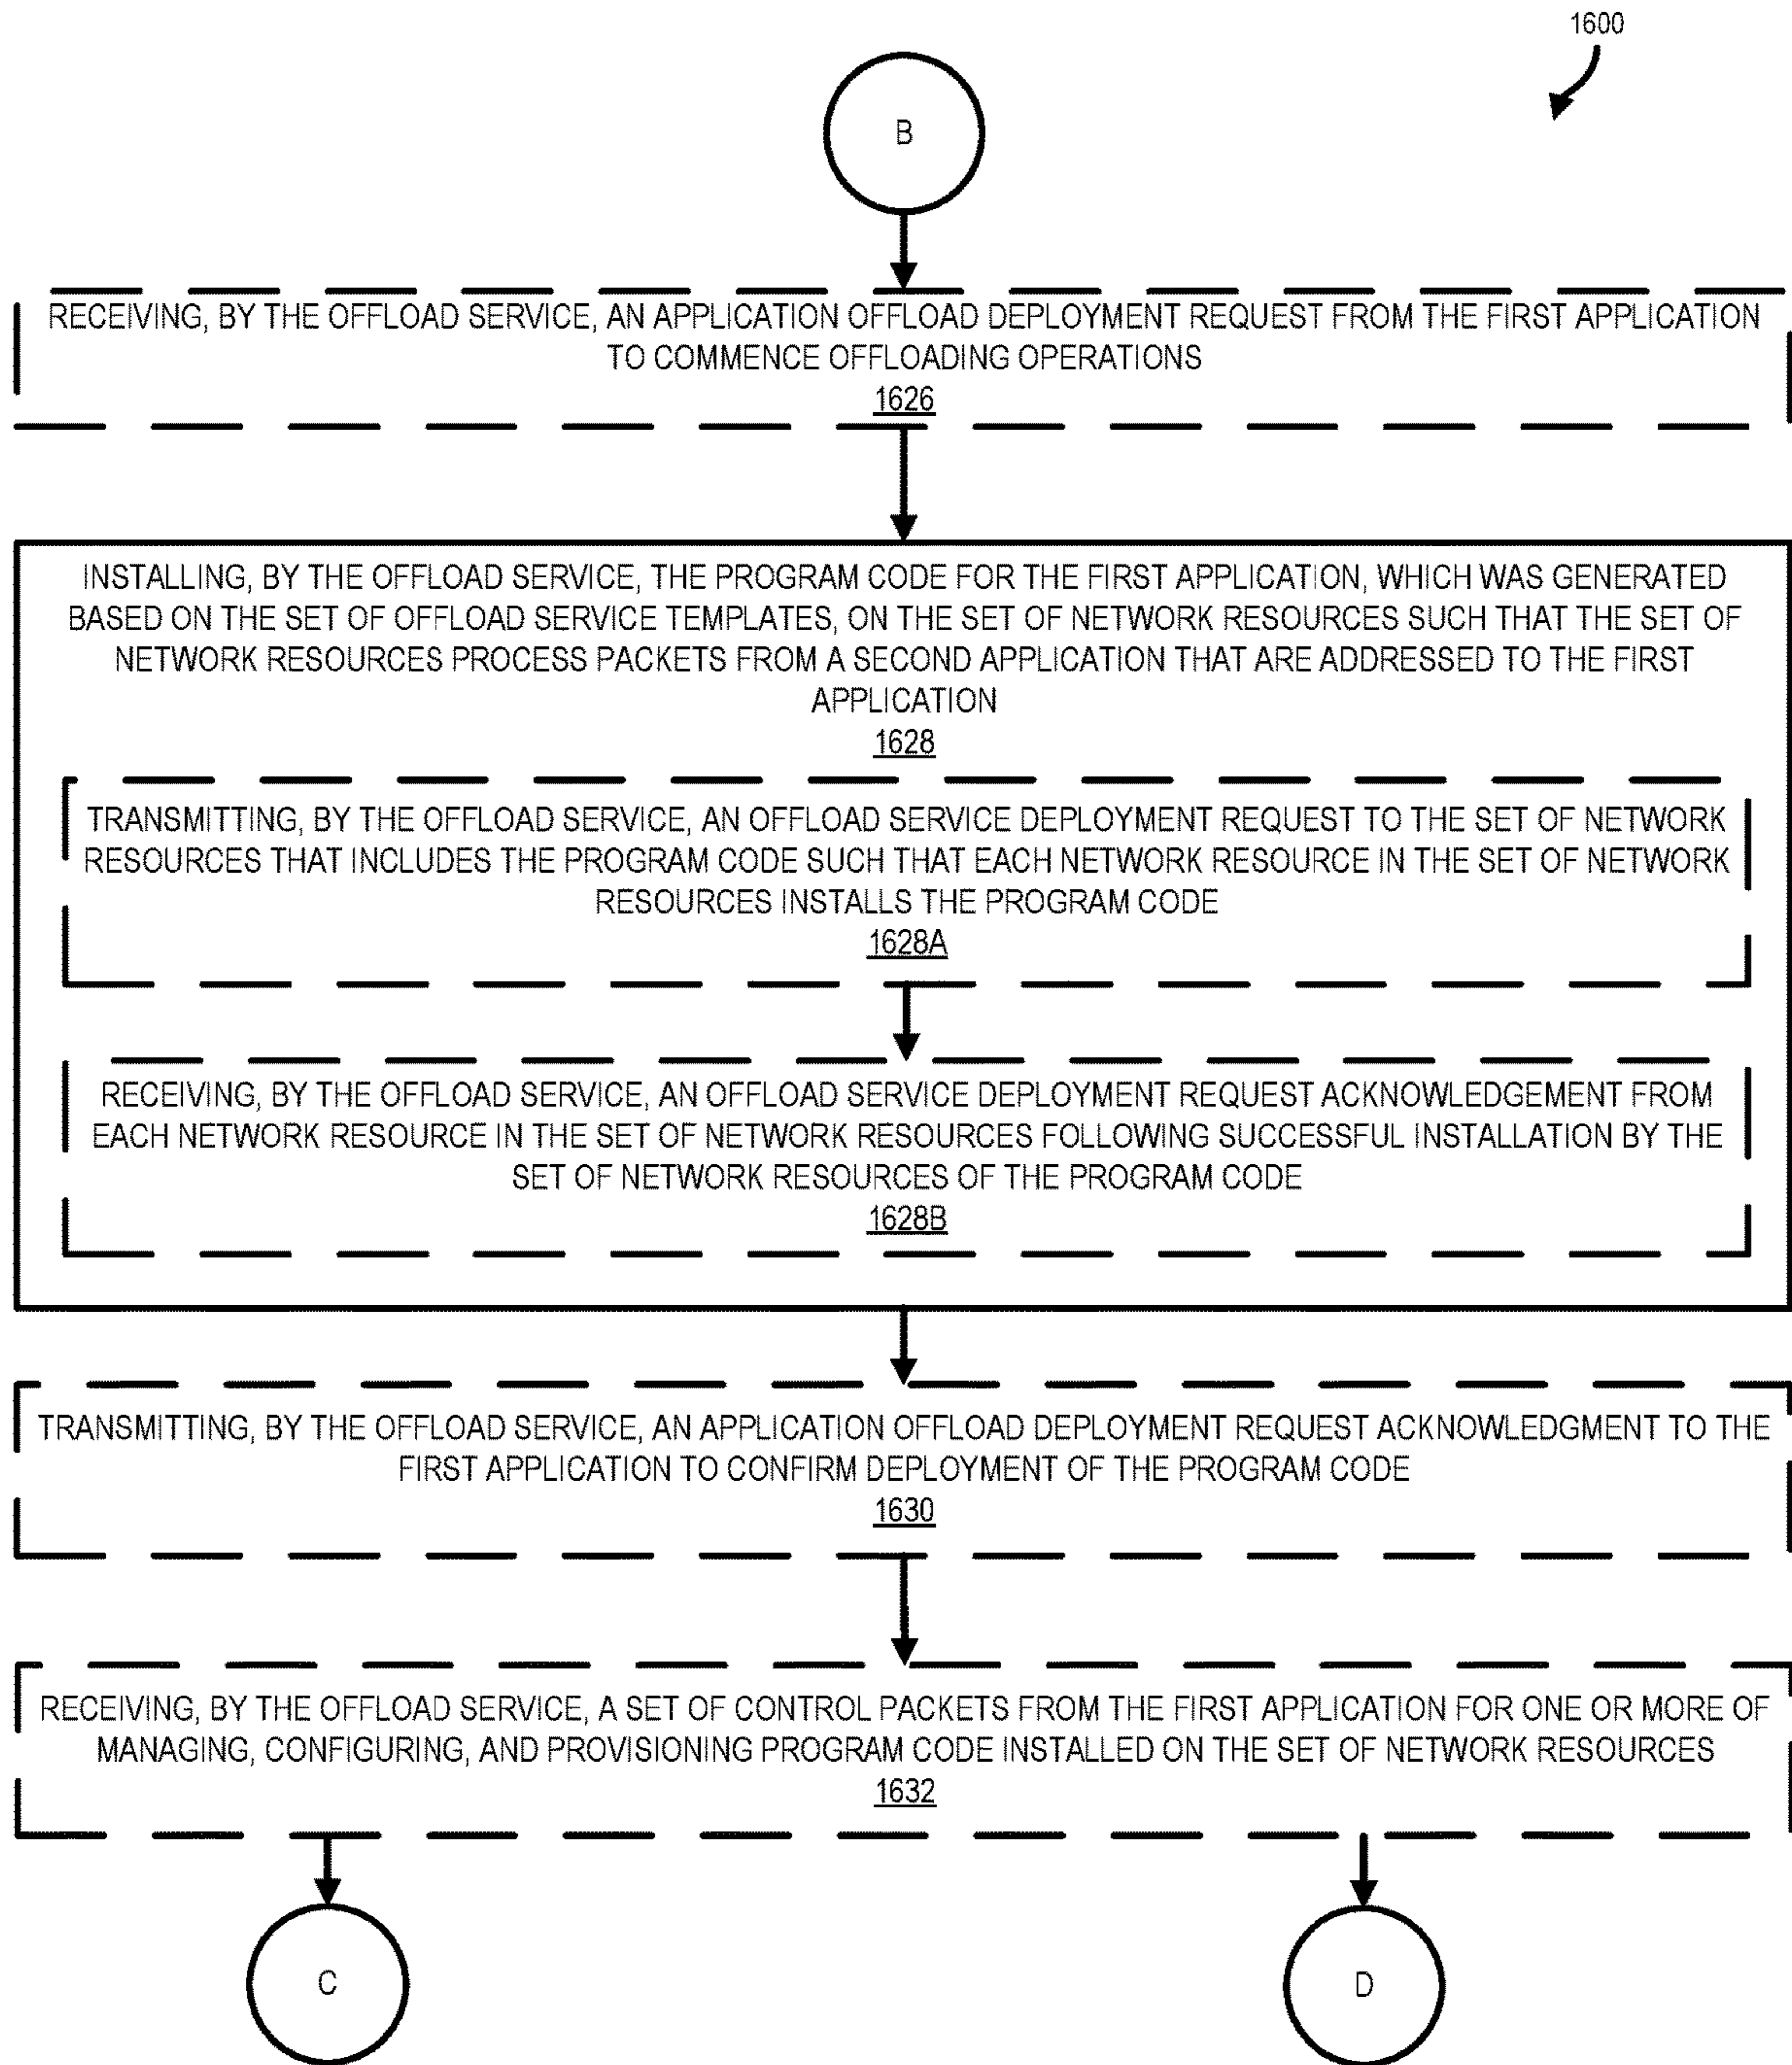 1600
B
RECEIVING, BY THE OFFLOAD SERVICE, AN APPLICATION OFFLOAD DEPLOYMENT REQUEST FROM THE FIRST APPLICATION
TO COMMENCE OFFLOADING OPERATIONS
1626
INSTALLING, BY THE OFFLOAD SERVICE, THE PROGRAM CODE FOR THE FIRST APPLICATION, WHICH WAS GENERATED
BASED ON THE SET OF OFFLOAD SERVICE TEMPLATES, ON THE SET OF NETWORK RESOURCES SUCH THAT THE SET OF
NETWORK RESOURCES PROCESS PACKETS FROM A SECOND APPLICATION THAT ARE ADDRESSED TO THE FIRST
APPLICATION
1628
TRANSMITTING, BY THE OFFLOAD SERVICE, AN OFFLOAD SERVICE DEPLOYMENT REQUEST TO THE SET OF NETWORK
RESOURCES THAT INCLUDES THE PROGRAM CODE SUCH THAT EACH NETWORK RESOURCE IN THE SET OF NETWORK
RESOURCES INSTALLS THE PROGRAM CODE
1628A
RECEIVING, BY THE OFFLOAD SERVICE, AN OFFLOAD SERVICE DEPLOYMENT REQUEST ACKNOWLEDGEMENT FROM
EACH NETWORK RESOURCE IN THE SET OF NETWORK RESOURCES FOLLOWING SUCCESSFUL INSTALLATION BY THE
SET OF NETWORK RESOURCES OF THE PROGRAM CODE
1628B
TRANSMITTING, BY THE OFFLOAD SERVICE, AN APPLICATION OFFLOAD DEPLOYMENT REQUEST ACKNOWLEDGMENT TO THE
FIRST APPLICATION TO CONFIRM DEPLOYMENT OF THE PROGRAM CODE
1630
RECEIVING, BY THE OFFLOAD SERVICE, A SET OF CONTROL PACKETS FROM THE FIRST APPLICATION FOR ONE OR MORE OF
MANAGING, CONFIGURING, AND PROVISIONING PROGRAM CODE INSTALLED ON THE SET OF NETWORK RESOURCES
1632
C
D